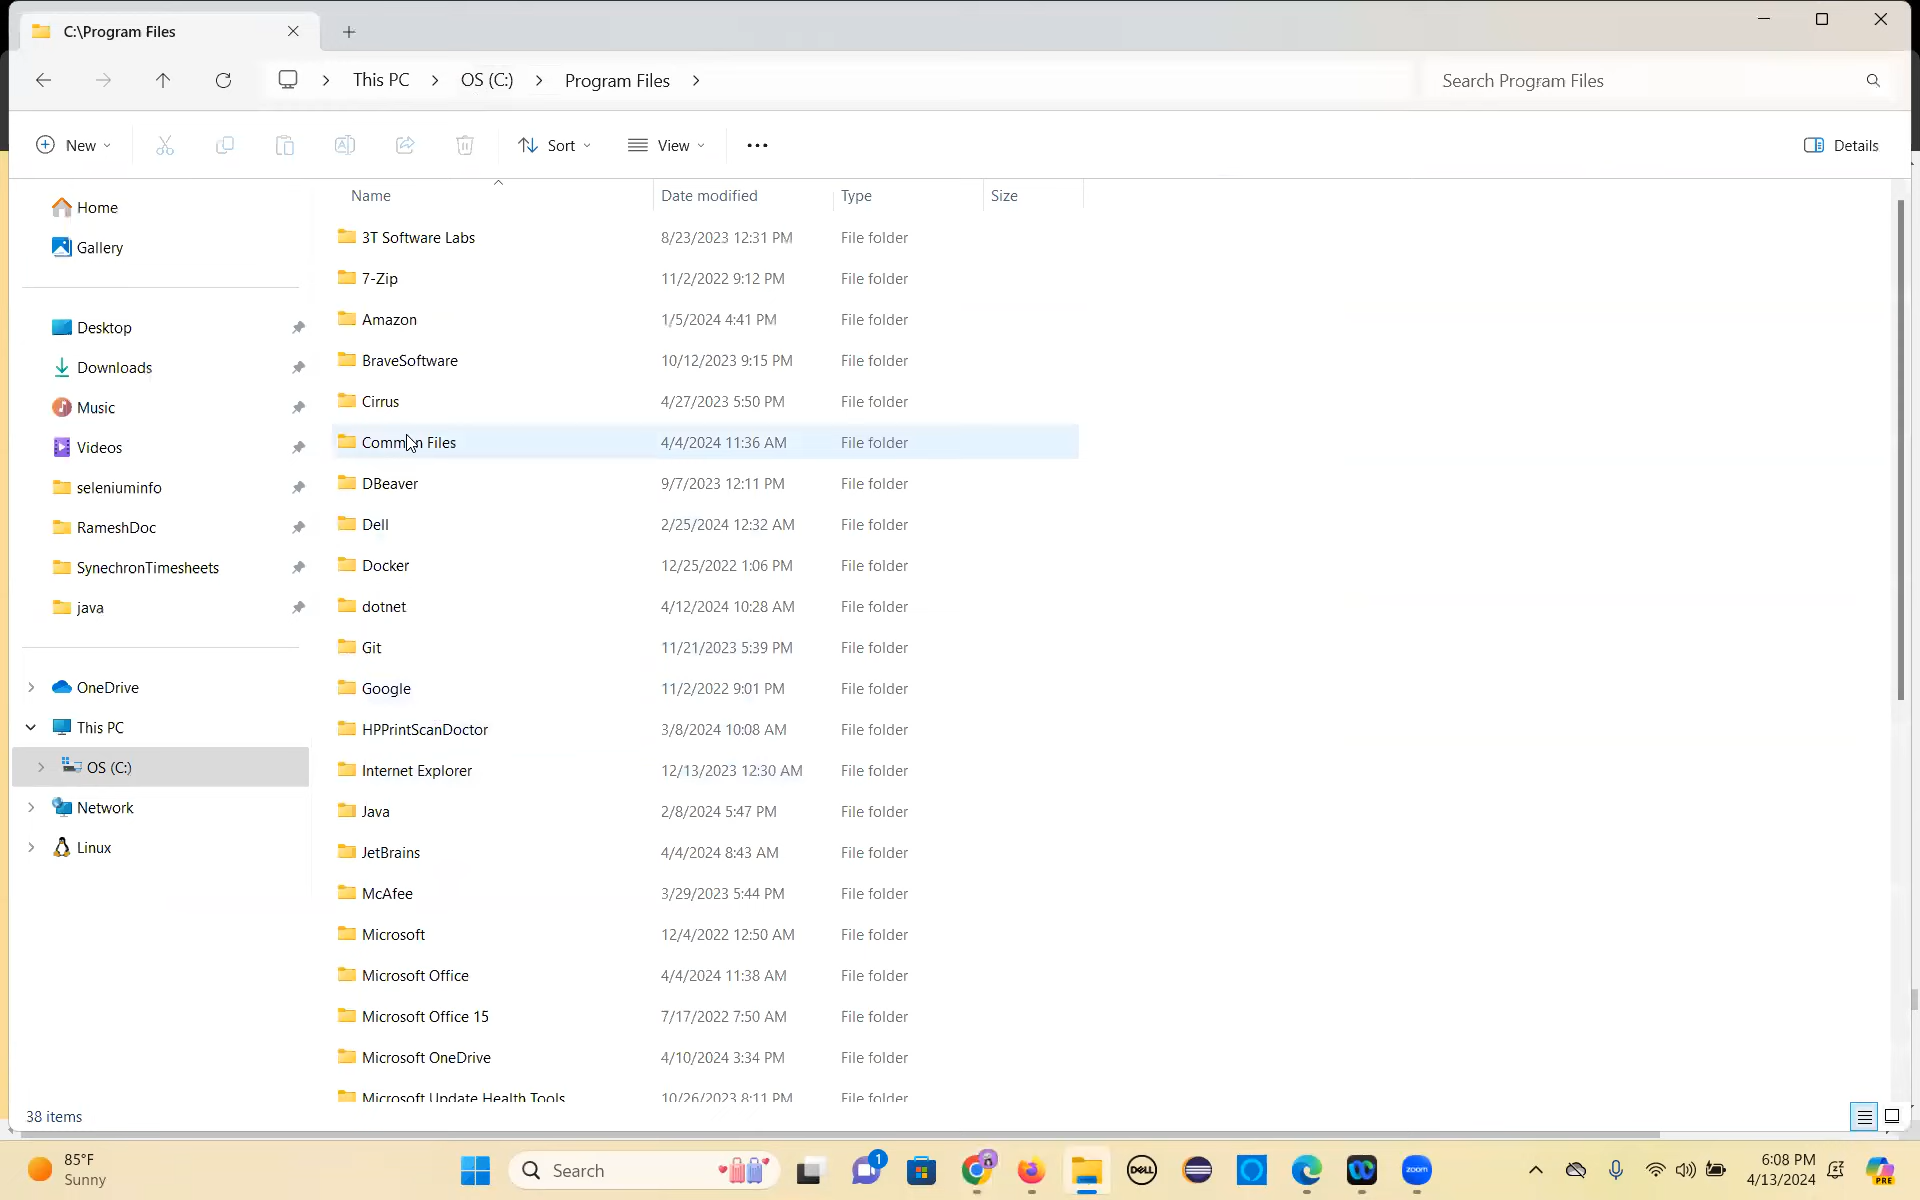 C:\Program Files
This PC
OS (C:)
Program Files
Search Program Files
New
Sort
View
Details
Home
Gallery
Desktop
Downloads
Music
Videos
seleniuminfo
RameshDoc
SynechronTimesheets
java
OneDrive
This PC
OS (C:)
Network
Linux
Name Date modified Type Size
3T Software Labs 8/23/2023 12:31 PM File folder
7-Zip 11/2/2022 9:12 PM File folder
Amazon 1/5/2024 4:41 PM File folder
BraveSoftware 10/12/2023 9:15 PM File folder
Cirrus 4/27/2023 5:50 PM File folder
Common Files 4/4/2024 11:36 AM File folder
DBeaver 9/7/2023 12:11 PM File folder
Dell 2/25/2024 12:32 AM File folder
Docker 12/25/2022 1:06 PM File folder
dotnet 4/12/2024 10:28 AM File folder
Git 11/21/2023 5:39 PM File folder
Google 11/2/2022 9:01 PM File folder
HPPrintScanDoctor 3/8/2024 10:08 AM File folder
Internet Explorer 12/13/2023 12:30 AM File folder
Java 2/8/2024 5:47 PM File folder
JetBrains 4/4/2024 8:43 AM File folder
McAfee 3/29/2023 5:44 PM File folder
Microsoft 12/4/2022 12:50 AM File folder
Microsoft Office 4/4/2024 11:38 AM File folder
Microsoft Office 15 7/17/2022 7:50 AM File folder
Microsoft OneDrive 4/10/2024 3:34 PM File folder
Microsoft Update Health Tools 10/26/2023 8:11 PM File folder
38 items
85°F
Sunny
Search
1
DELL
zoom
6:08 PM
4/13/2024
PRE